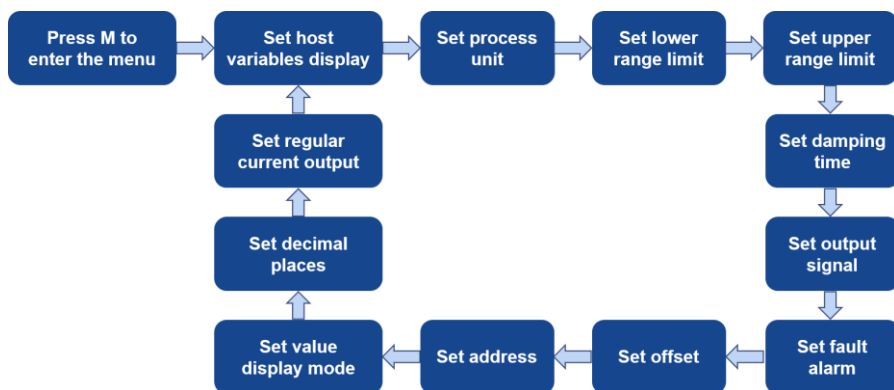 Press M to
enter the menu
Set host
variables display
Set process
unit
Set lower
range limit
Set upper
range limit
Set damping
time
Set output
signal
Set fault
alarm
Set offset
Set address
Set value
display mode
Set decimal
places
Set regular
current output